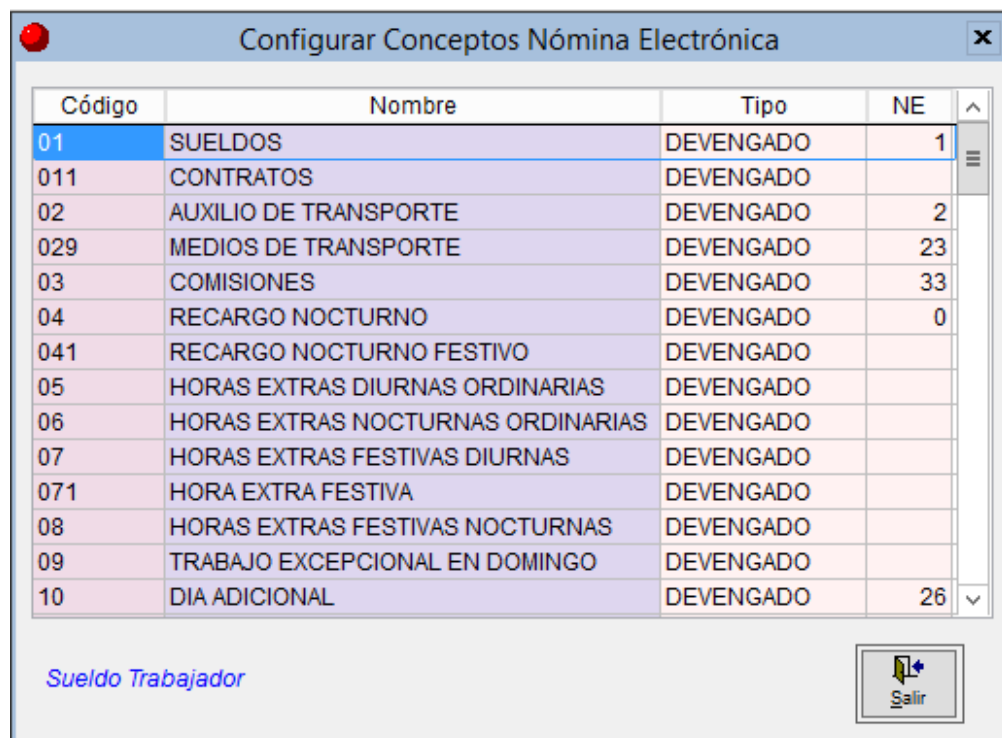 Configurar Conceptos Nómina Electrónica
Código Nombre Tipo NE
01 SUELDOS DEVENGADO 1
011 CONTRATOS DEVENGADO
02 AUXILIO DE TRANSPORTE DEVENGADO 2
029 MEDIOS DE TRANSPORTE DEVENGADO 23
03 COMISIONES DEVENGADO 33
04 RECARGO NOCTURNO DEVENGADO 0
041 RECARGO NOCTURNO FESTIVO DEVENGADO
05 HORAS EXTRAS DIURNAS ORDINARIAS DEVENGADO
06 HORAS EXTRAS NOCTURNAS ORDINARIAS DEVENGADO
07 HORAS EXTRAS FESTIVAS DIURNAS DEVENGADO
071 HORA EXTRA FESTIVA DEVENGADO
08 HORAS EXTRAS FESTIVAS NOCTURNAS DEVENGADO
09 TRABAJO EXCEPCIONAL EN DOMINGO DEVENGADO
10 DIA ADICIONAL DEVENGADO 26
Sueldo Trabajador
Salir